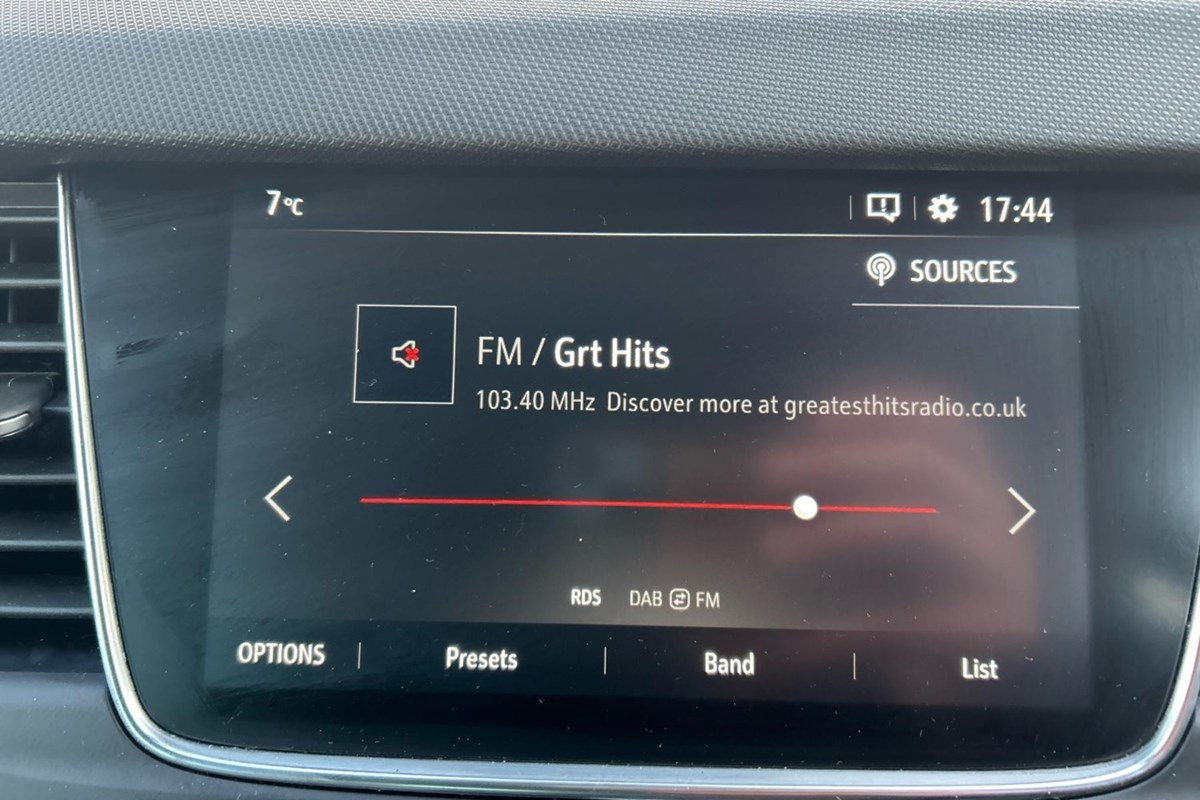 7°C 17:44
SOURCES
FM / Grt Hits
103.40 MHz Discover more at greatesthitsradio.co.uk
RDS DAB FM
OPTIONS Presets Band List